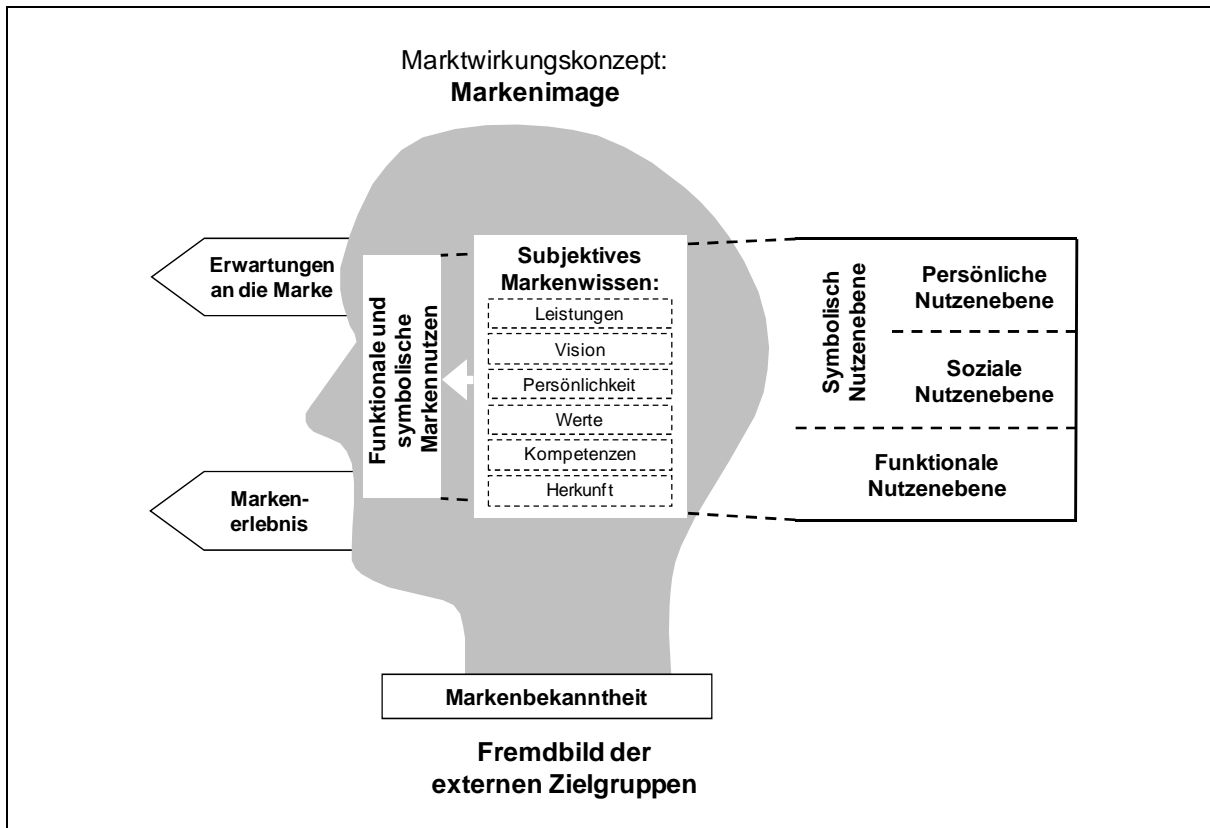 Marktwirkungskonzept:
Markenimage
Erwartungen
an die Marke
Marken-
erlebnis
Funktionale und
symbolische
Markennutzen
Subjektives
Markenwissen:
Leistungen
Vision
Persönlichkeit
Werte
Kompetenzen
Herkunft
Symbolisch
Nutzenebene
Persönliche
Nutzenebene
Soziale
Nutzenebene
Funktionale
Nutzenebene
Markenbekanntheit
Fremdbild der
externen Zielgruppen